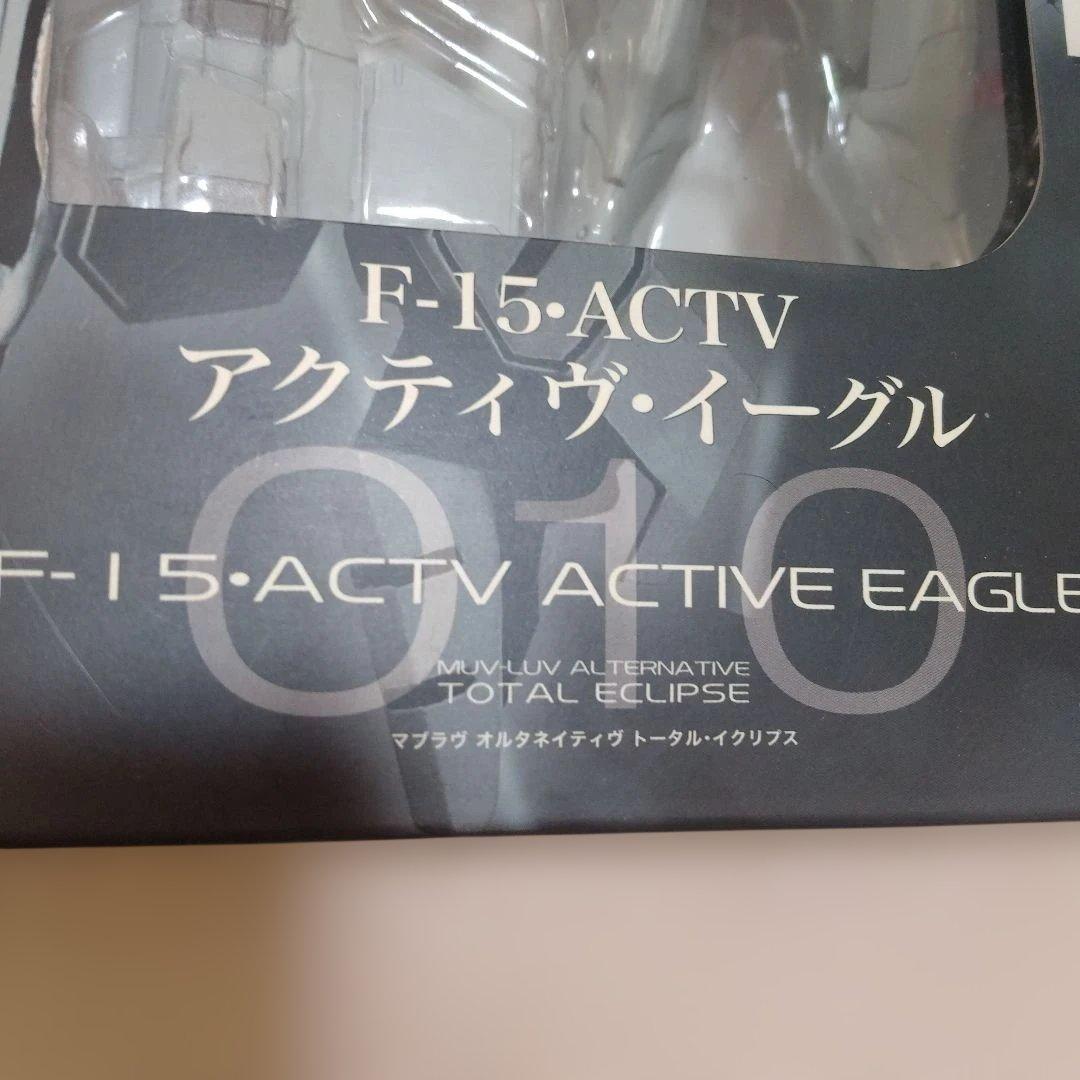 F-15・ACTV
アクティヴ・イーグル
010
F-15・ACTV ACTIVE EAGLE
MUV-LUV ALTERNATIVE
TOTAL ECLIPSE
マブラヴ オルタネイティヴ トータル・イクリプス